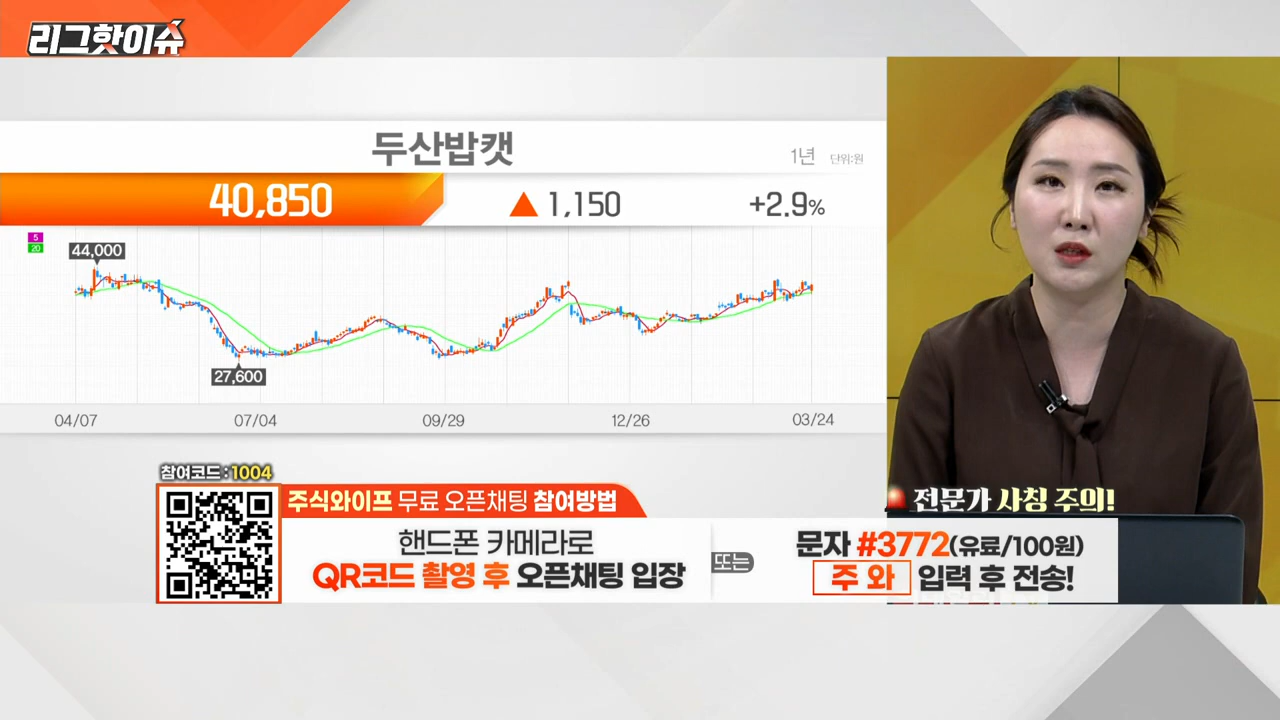 리그핫이슈
두산밥캣
1년 단위:원
40,850 ▲ 1,150 +2.9%
5
20
44,000
27,600
04/07 07/04 09/29 12/26 03/24
참여코드:1004
주식와이프 무료 오픈채팅 참여방법
핸드폰 카메라로
QR코드 촬영 후 오픈채팅 입장
또는
전문가 사칭 주의!
문자 #3772(유료/100원)
주 와 입력 후 전송!